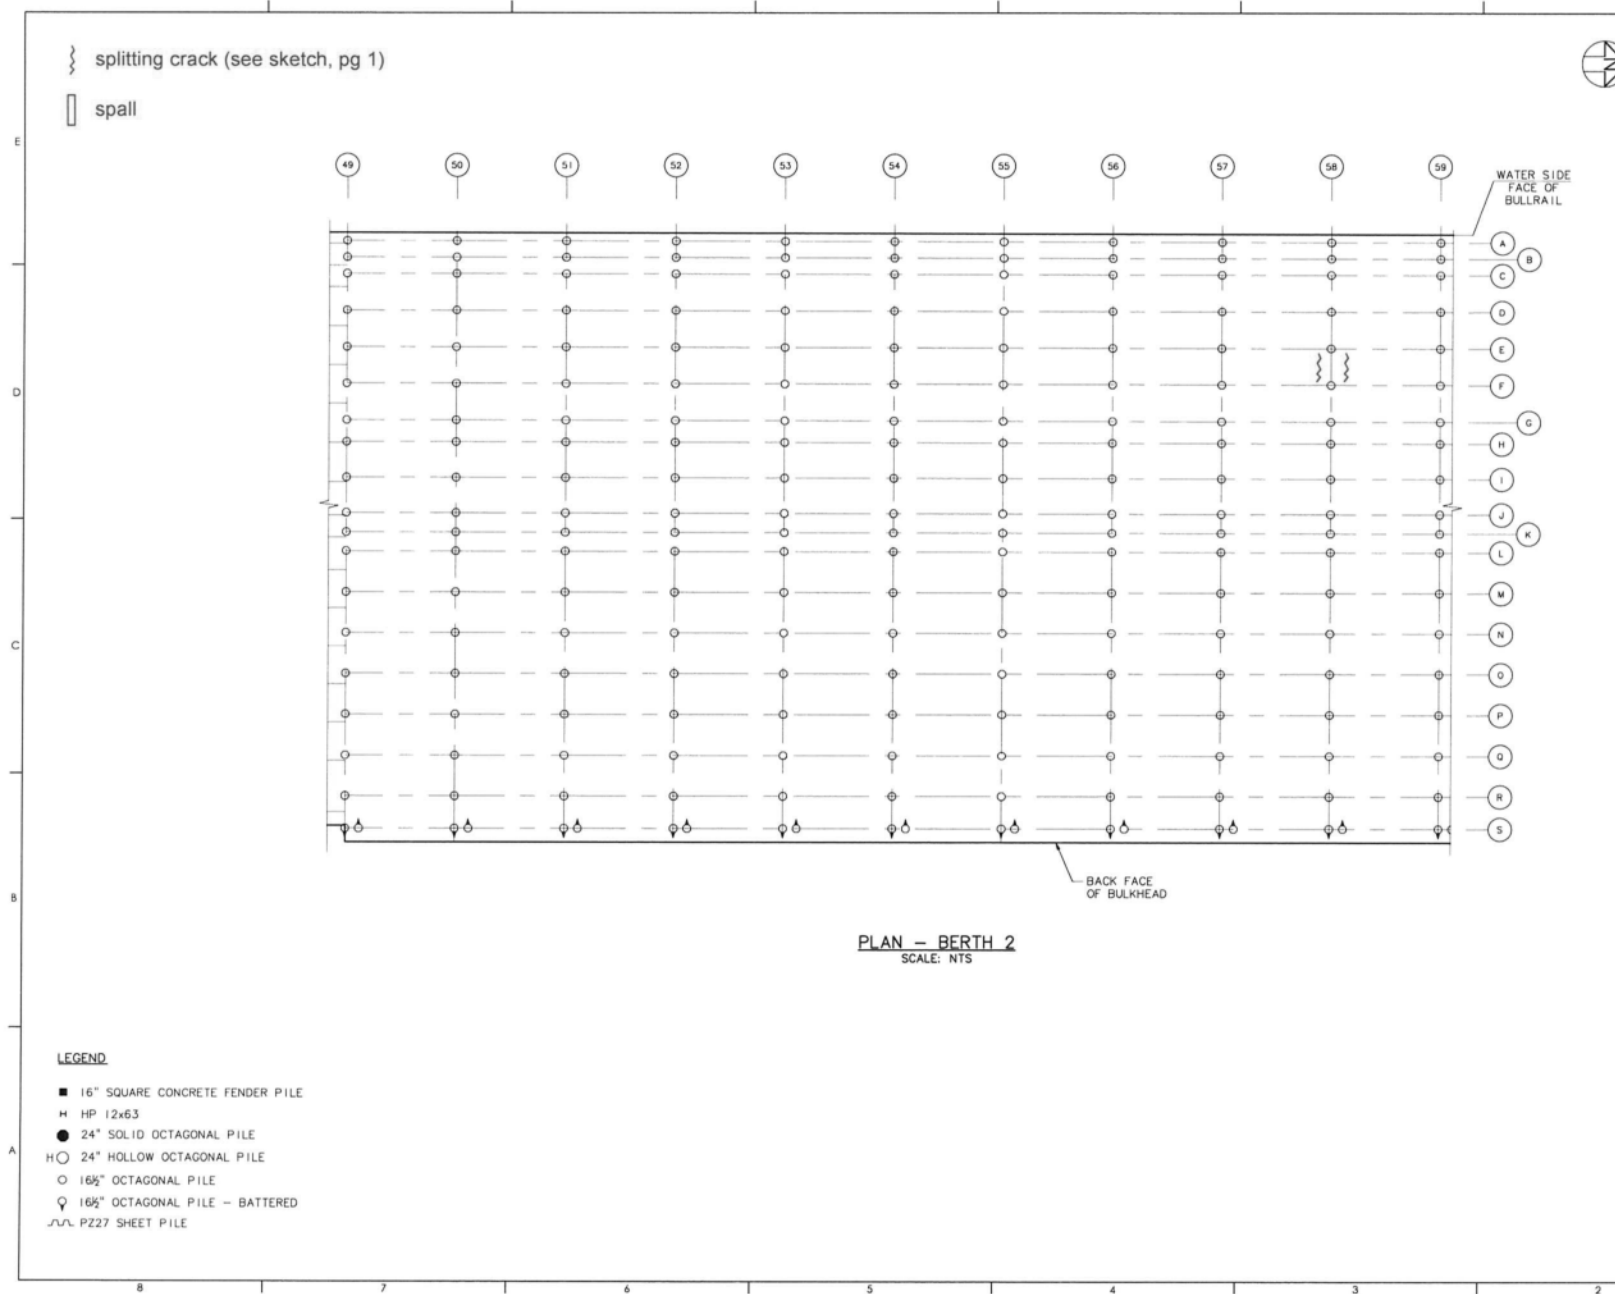 splitting crack (see sketch, pg 1)
spall
E
49 50 51 52 53 54 55 56 57 58 59
WATER SIDE
FACE OF
BULLRAIL
A
B
C
D
E
F
D
G
H
I
J
K
L
M
N
C
O
P
Q
R
S
BACK FACE
OF BULKHEAD
B
PLAN – BERTH 2
SCALE: NTS
LEGEND
16" SQUARE CONCRETE FENDER PILE
H HP 12x63
24" SOLID OCTAGONAL PILE
A
H 24" HOLLOW OCTAGONAL PILE
16½" OCTAGONAL PILE
16½" OCTAGONAL PILE – BATTERED
PZ27 SHEET PILE
8 7 6 5 4 3 2